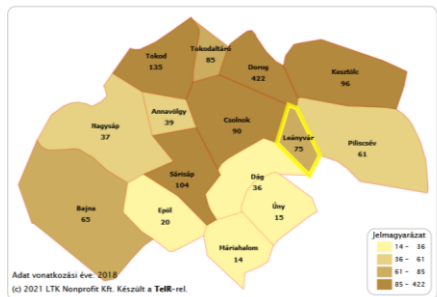 Tokod
135
Tokodaltáró
85
Dorog
422
Kesztölc
96
Nagysáp
37
Annavölgy
39
Csolnok
90
Leányvár
75
Piliscsév
61
Sárisáp
104
Dág
36
Bajna
65
Epöl
20
Úny
15
Máriahalom
14
Jelmagyarázat
14 - 36
36 - 61
61 - 85
85 - 422
Adat vonatkozási éve: 2018
(c) 2021 LTK Nonprofit Kft. Készült a TeIR-rel.